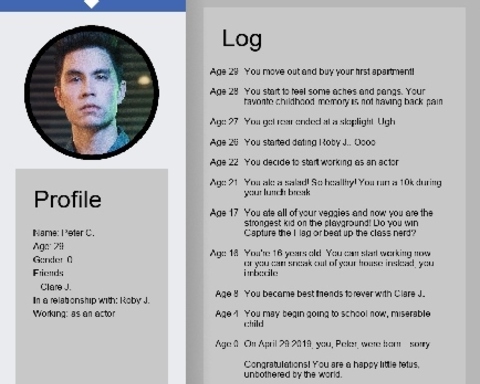 Log
Age 29 You move out and buy your first apartment!
Age 28 You start to feel some aches and pangs. Your
favorite childhood memory is not having back pain
Age 27 You get rear ended at a stoplight. Ugh
Age 26 You started dating Roby J.. Oooo
Age 22 You decide to start working as an actor
Age 21 You ate a salad! So healthy! You run a 10k during
your lunch break
Age 17 You ate all of your veggies and now you are the
strongest kid on the playground! Do you win
Capture the Flag or beat up the class nerd?
Age 16 You're 16 years old. You can start working now
or you can sneak out of your house instead, you
imbecile
Age 8 You became best friends forever with Clare J.
Age 4 You may begin going to school now, miserable
child
Age 0 On April 29 2019, you, Peter, were born... sorry
Congratulations! You are a happy little fetus,
unbothered by the world.
Profile
Name: Peter C.
Age: 29
Gender: 0
Friends:
Clare J.
In a relationship with: Roby J.
Working: as an actor